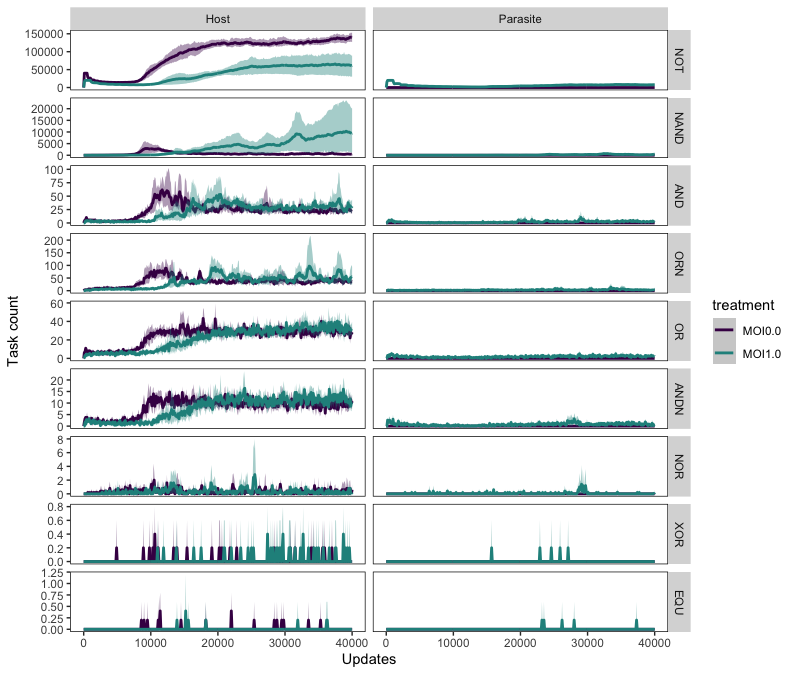 Host Parasite
150000
100000
50000
0
NOT
20000
15000
10000
5000
0
NAND
100
75
50
25
0
AND
200
150
100
50
0
ORN
60
40
20
0
OR
20
15
10
5
0
ANDN
8
6
4
2
0
NOR
0.8
0.6
0.4
0.2
0.0
XOR
1.25
1.00
0.75
0.50
0.25
0.00
EQU
0 10000 20000 30000 40000 0 10000 20000 30000 40000
Updates
Task count
treatment
MOI0.0
MOI1.0